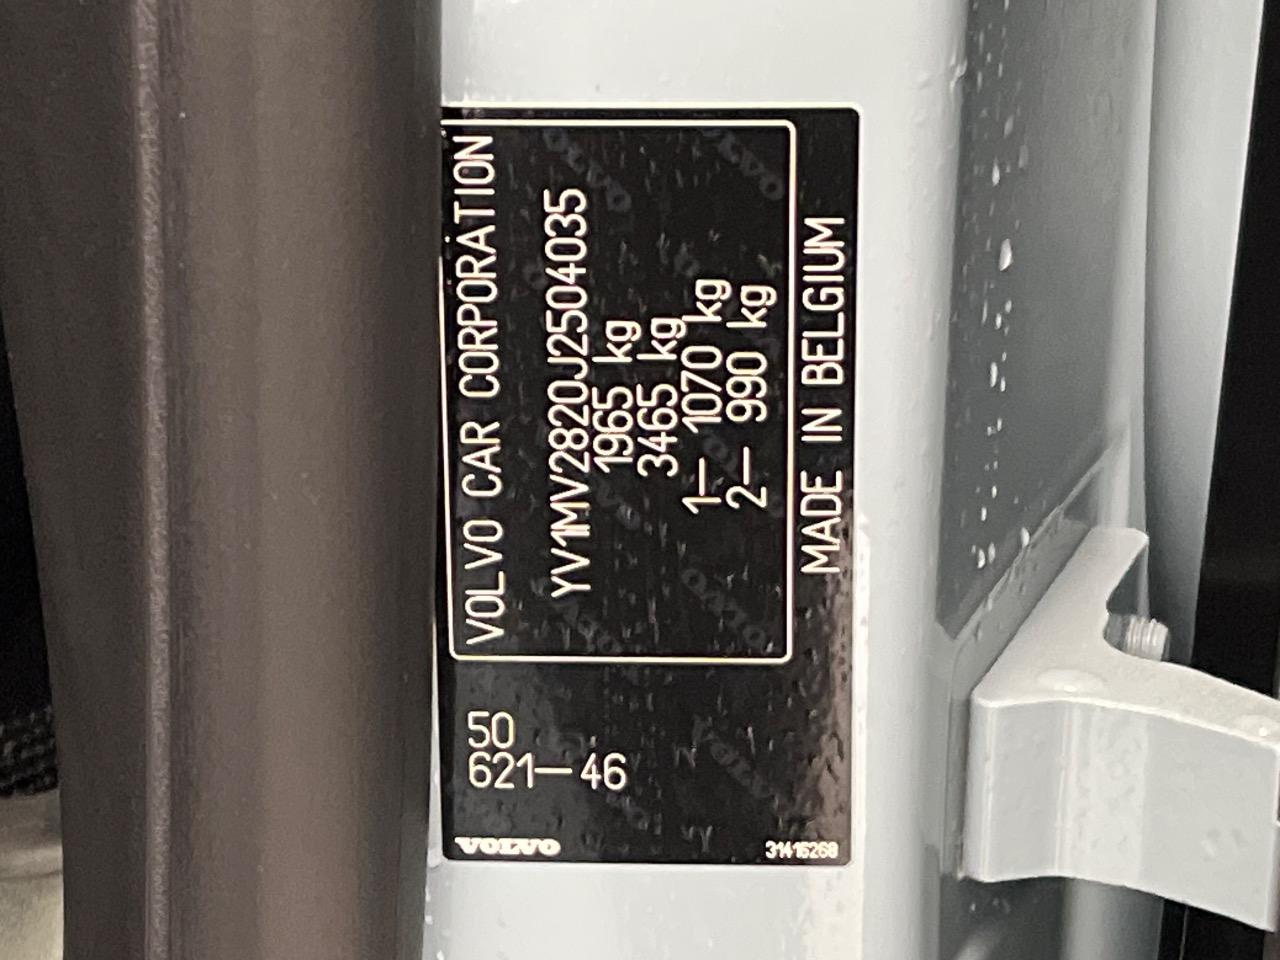 VOLVO CAR CORPORATION
YV1MV2820J2504035
1965 kg
3465 kg
1— 1070 kg
2— 990 kg
MADE IN BELGIUM
50
621—46
VOLVO
31416268